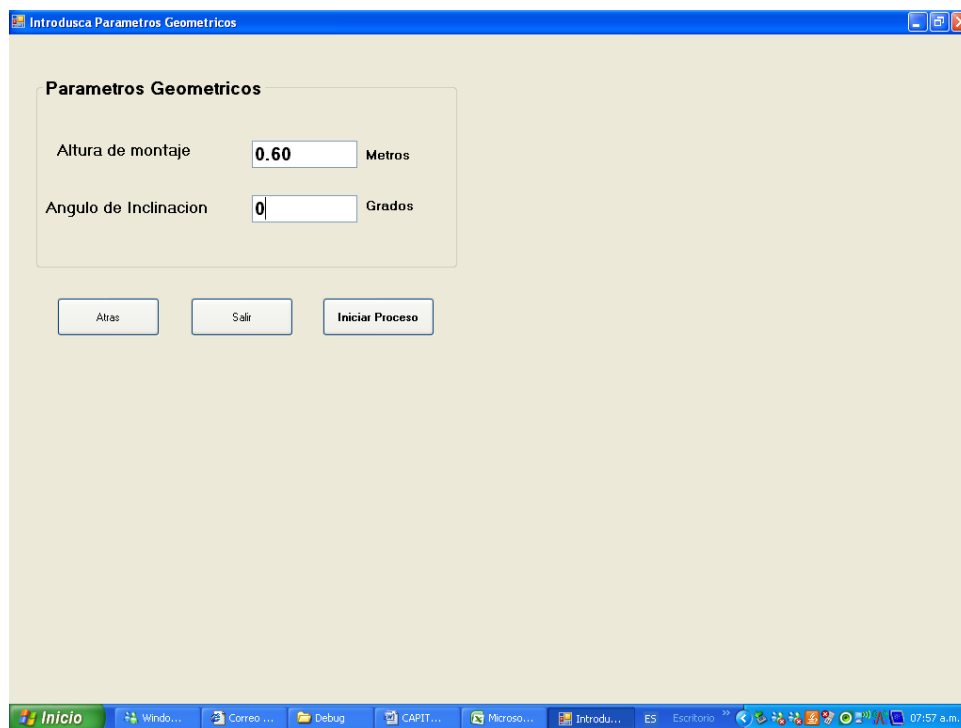 Introdusca Parametros Geometricos
Parametros Geometricos
Altura de montaje 0.60 Metros
Angulo de Inclinacion 0 Grados
Atras Salir Iniciar Proceso
Inicio Windo... Correo ... Debug CAPIT... Microso... Introdu... ES Escritorio » 07:57 a.m.